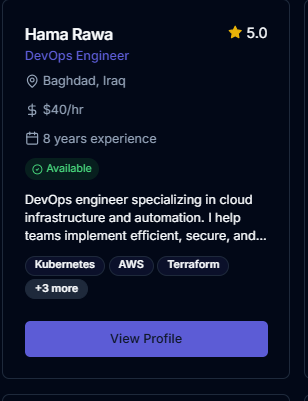 Hama Rawa
5.0
DevOps Engineer
Baghdad, Iraq
$40/hr
8 years experience
Available
DevOps engineer specializing in cloud
infrastructure and automation. I help
teams implement efficient, secure, and...
Kubernetes AWS Terraform
+3 more
View Profile